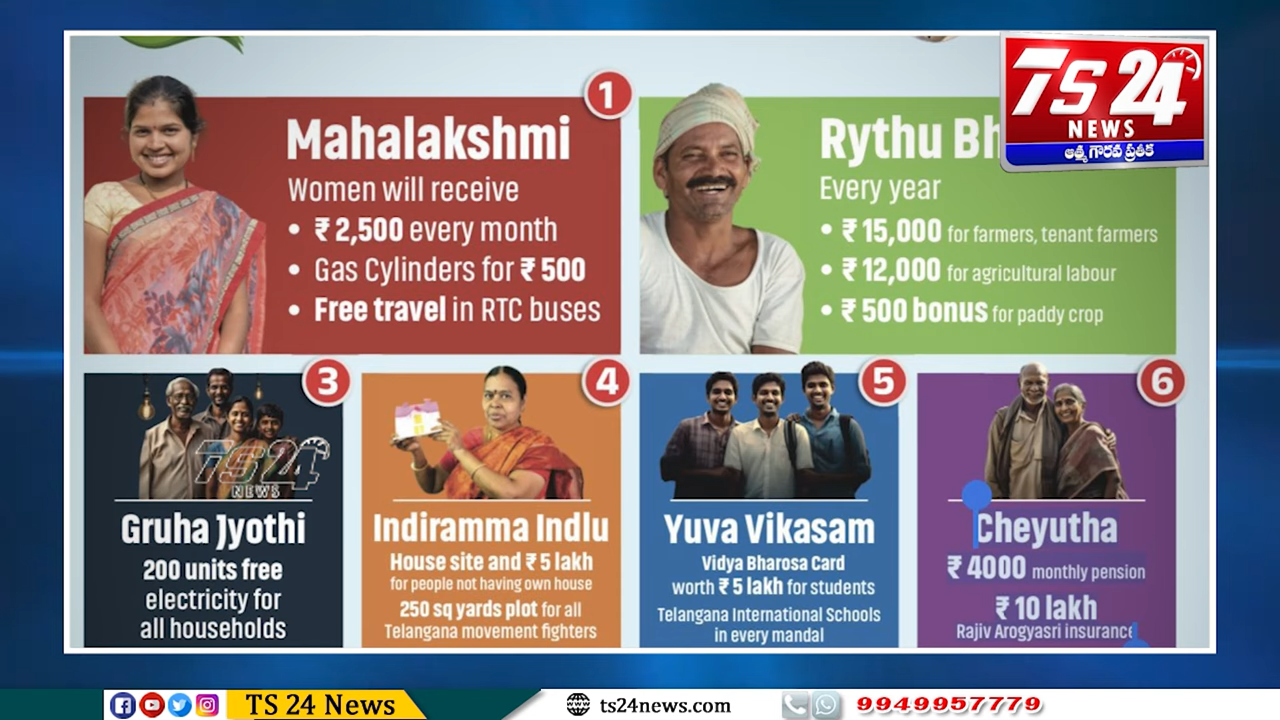 TS 24
NEWS
ఆత్మ గౌరవ ప్రతీక
1
Mahalakshmi
Women will receive
• ₹ 2,500 every month
• Gas Cylinders for ₹ 500
• Free travel in RTC buses
Rythu Bh
Every year
• ₹ 15,000 for farmers, tenant farmers
• ₹ 12,000 for agricultural labour
• ₹ 500 bonus for paddy crop
3
TS 24
NEWS
Gruha Jyothi
200 units free
electricity for
all households
4
Indiramma Indlu
House site and ₹ 5 lakh
for people not having own house
250 sq yards plot for all
Telangana movement fighters
5
Yuva Vikasam
Vidya Bharosa Card
worth ₹ 5 lakh for students
Telangana International Schools
in every mandal
6
Cheyutha
₹ 4000 monthly pension
₹ 10 lakh
Rajiv Arogyasri insurance
TS 24 News
ts24news.com
9949957779